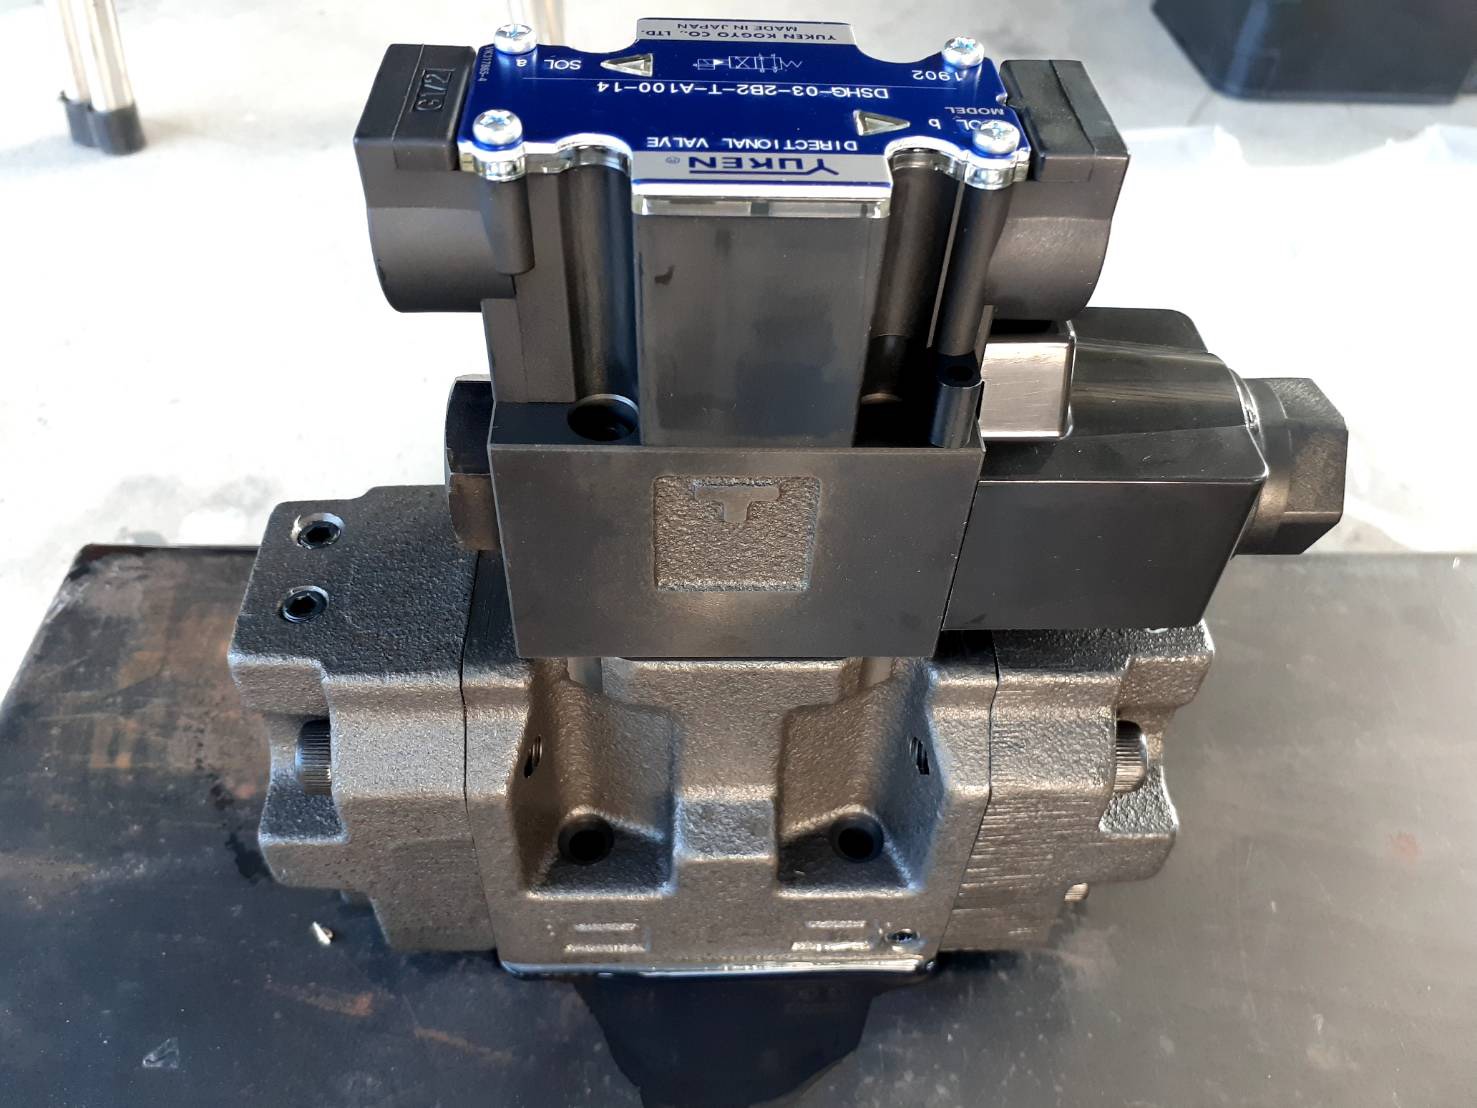 YUKEN®
DIRECTIONAL VALVE
SOL b
MODEL
DSHG-03-2B2-T-A100-14
1902
SOL a
YUKEN KOGYO CO., LTD.
MADE IN JAPAN
G1/2
T